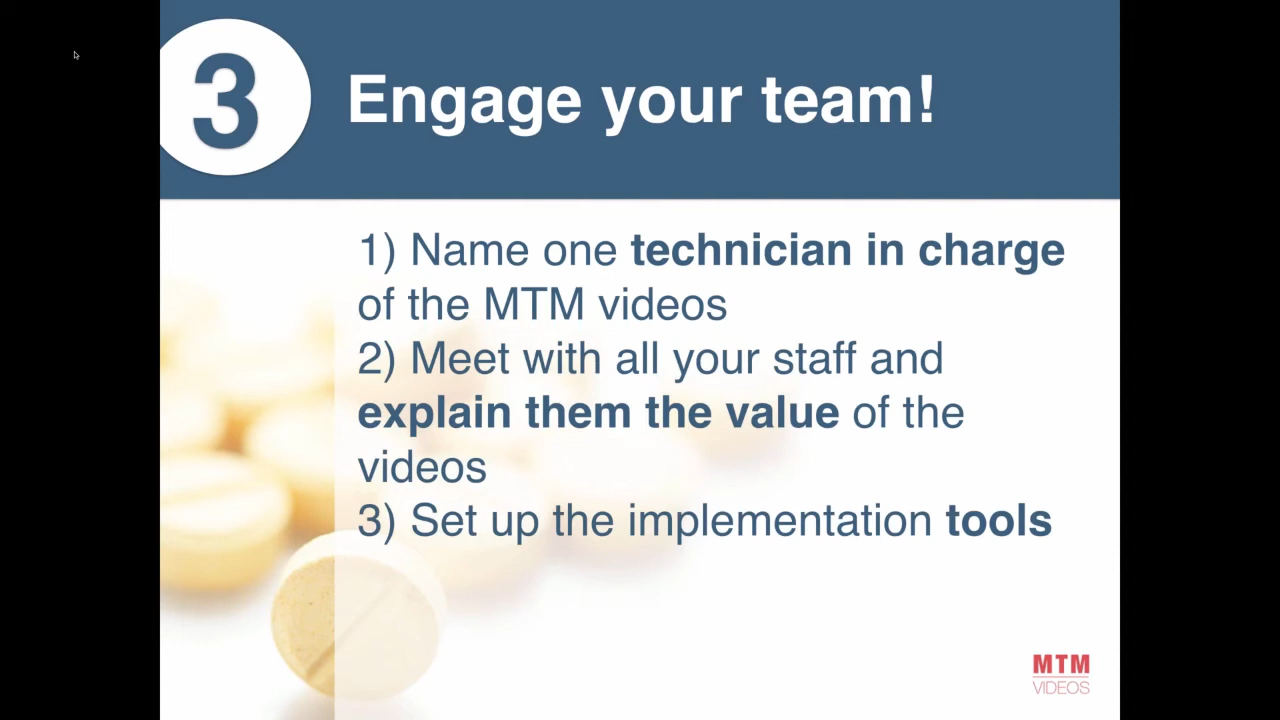 3
Engage your team!
1) Name one technician in charge
of the MTM videos
2) Meet with all your staff and
explain them the value of the
videos
3) Set up the implementation tools
MTM
VIDEOS